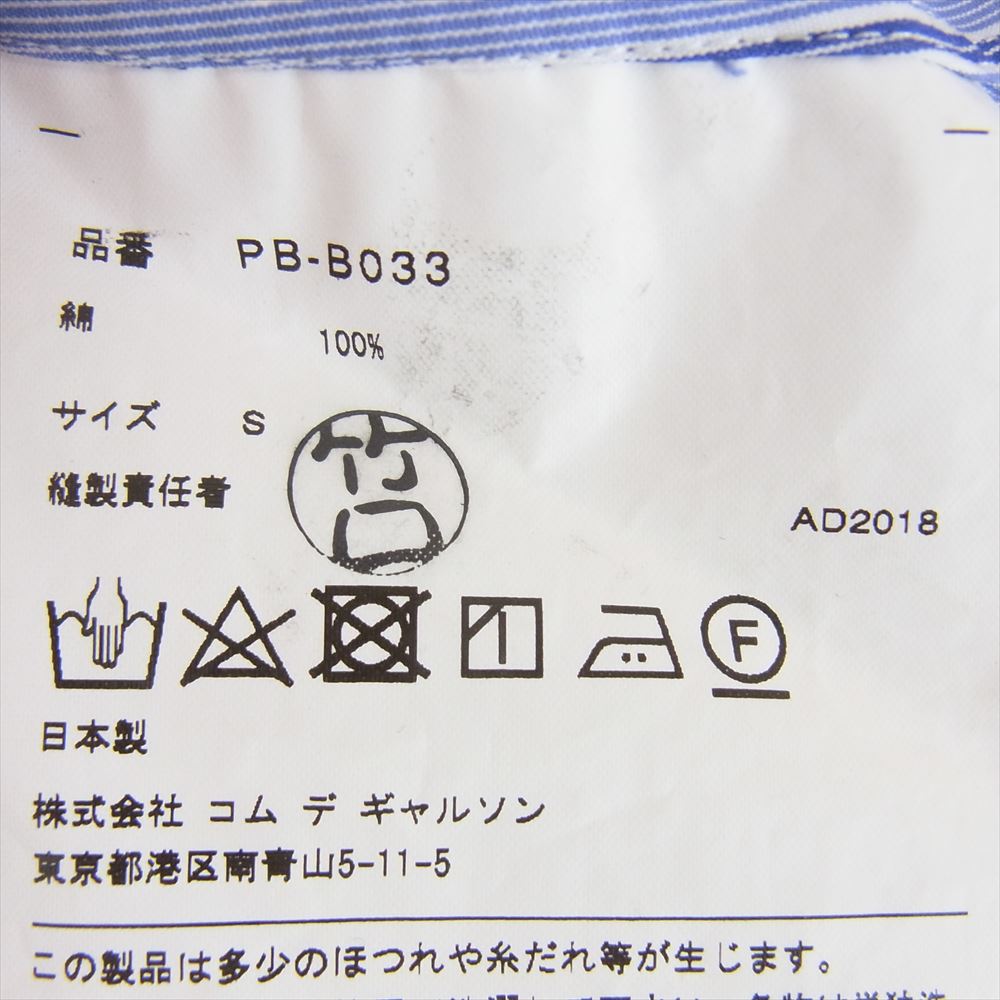 品番 PB-B033
綿 100%
サイズ S
縫製責任者 竹口
AD2018
F
日本製
株式会社 コム デ ギャルソン
東京都港区南青山5-11-5
この製品は多少のほつれや糸だれ等が生じます。